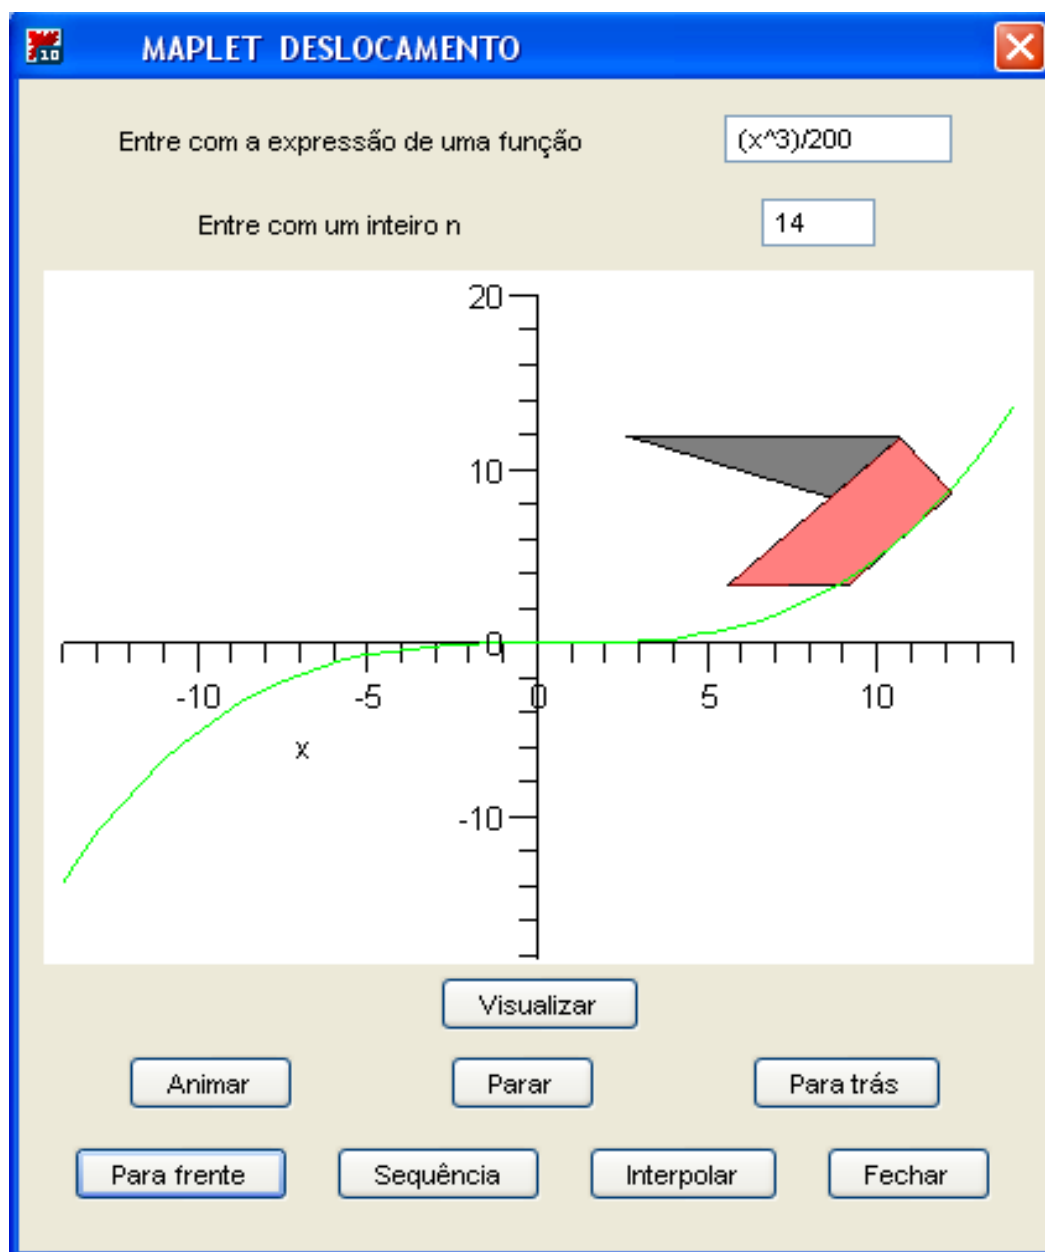 10 MAPLET DESLOCAMENTO
Entre com a expressão de uma função (x^3)/200
Entre com um inteiro n 14
20
10
0
-10 -5 0 5 10
x
-10
Visualizar
Animar Parar Para trás
Para frente Sequência Interpolar Fechar